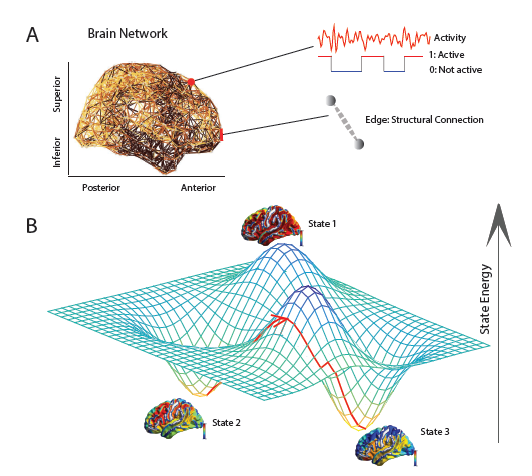 A
Brain Network
Activity
1: Active
0: Not active
Edge: Structural Connection
Superior
Inferior
Posterior
Anterior
B
State 1
State Energy
State 2
State 3